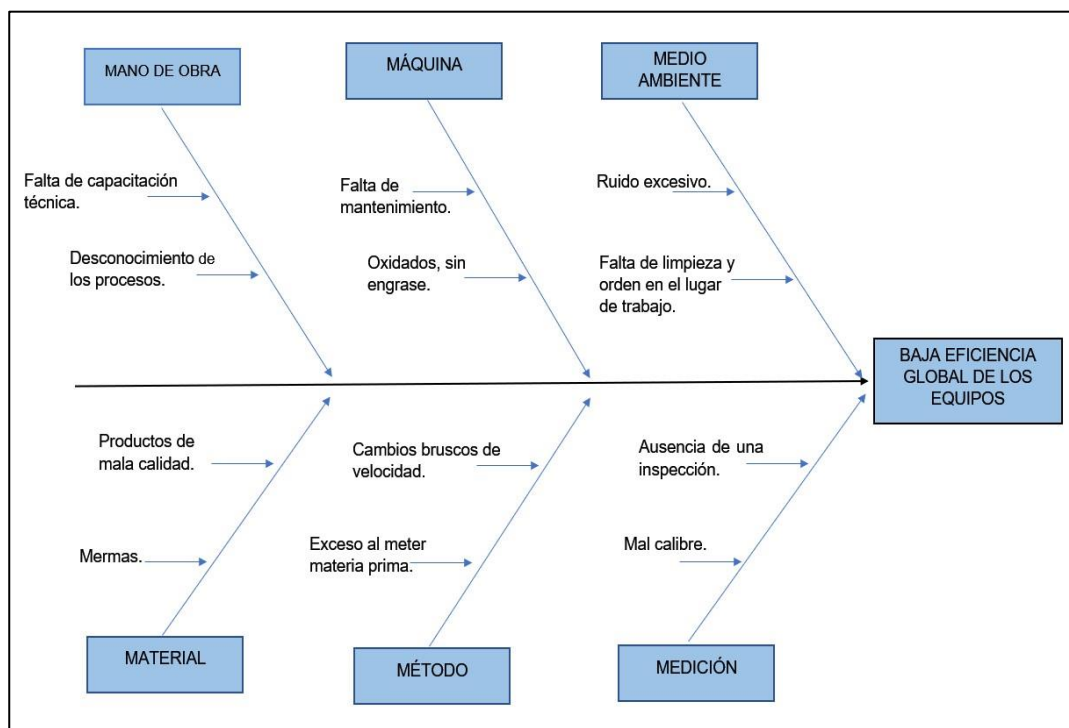 MANO DE OBRA
MÁQUINA
MEDIO
AMBIENTE
Falta de capacitación
técnica.
Desconocimiento de
los procesos.
Falta de
mantenimiento.
Oxidados, sin
engrase.
Ruido excesivo.
Falta de limpieza y
orden en el lugar
de trabajo.
BAJA EFICIENCIA
GLOBAL DE LOS
EQUIPOS
Productos de
mala calidad.
Mermas.
Cambios bruscos de
velocidad.
Exceso al meter
materia prima.
Ausencia de una
inspección.
Mal calibre.
MATERIAL
MÉTODO
MEDICIÓN